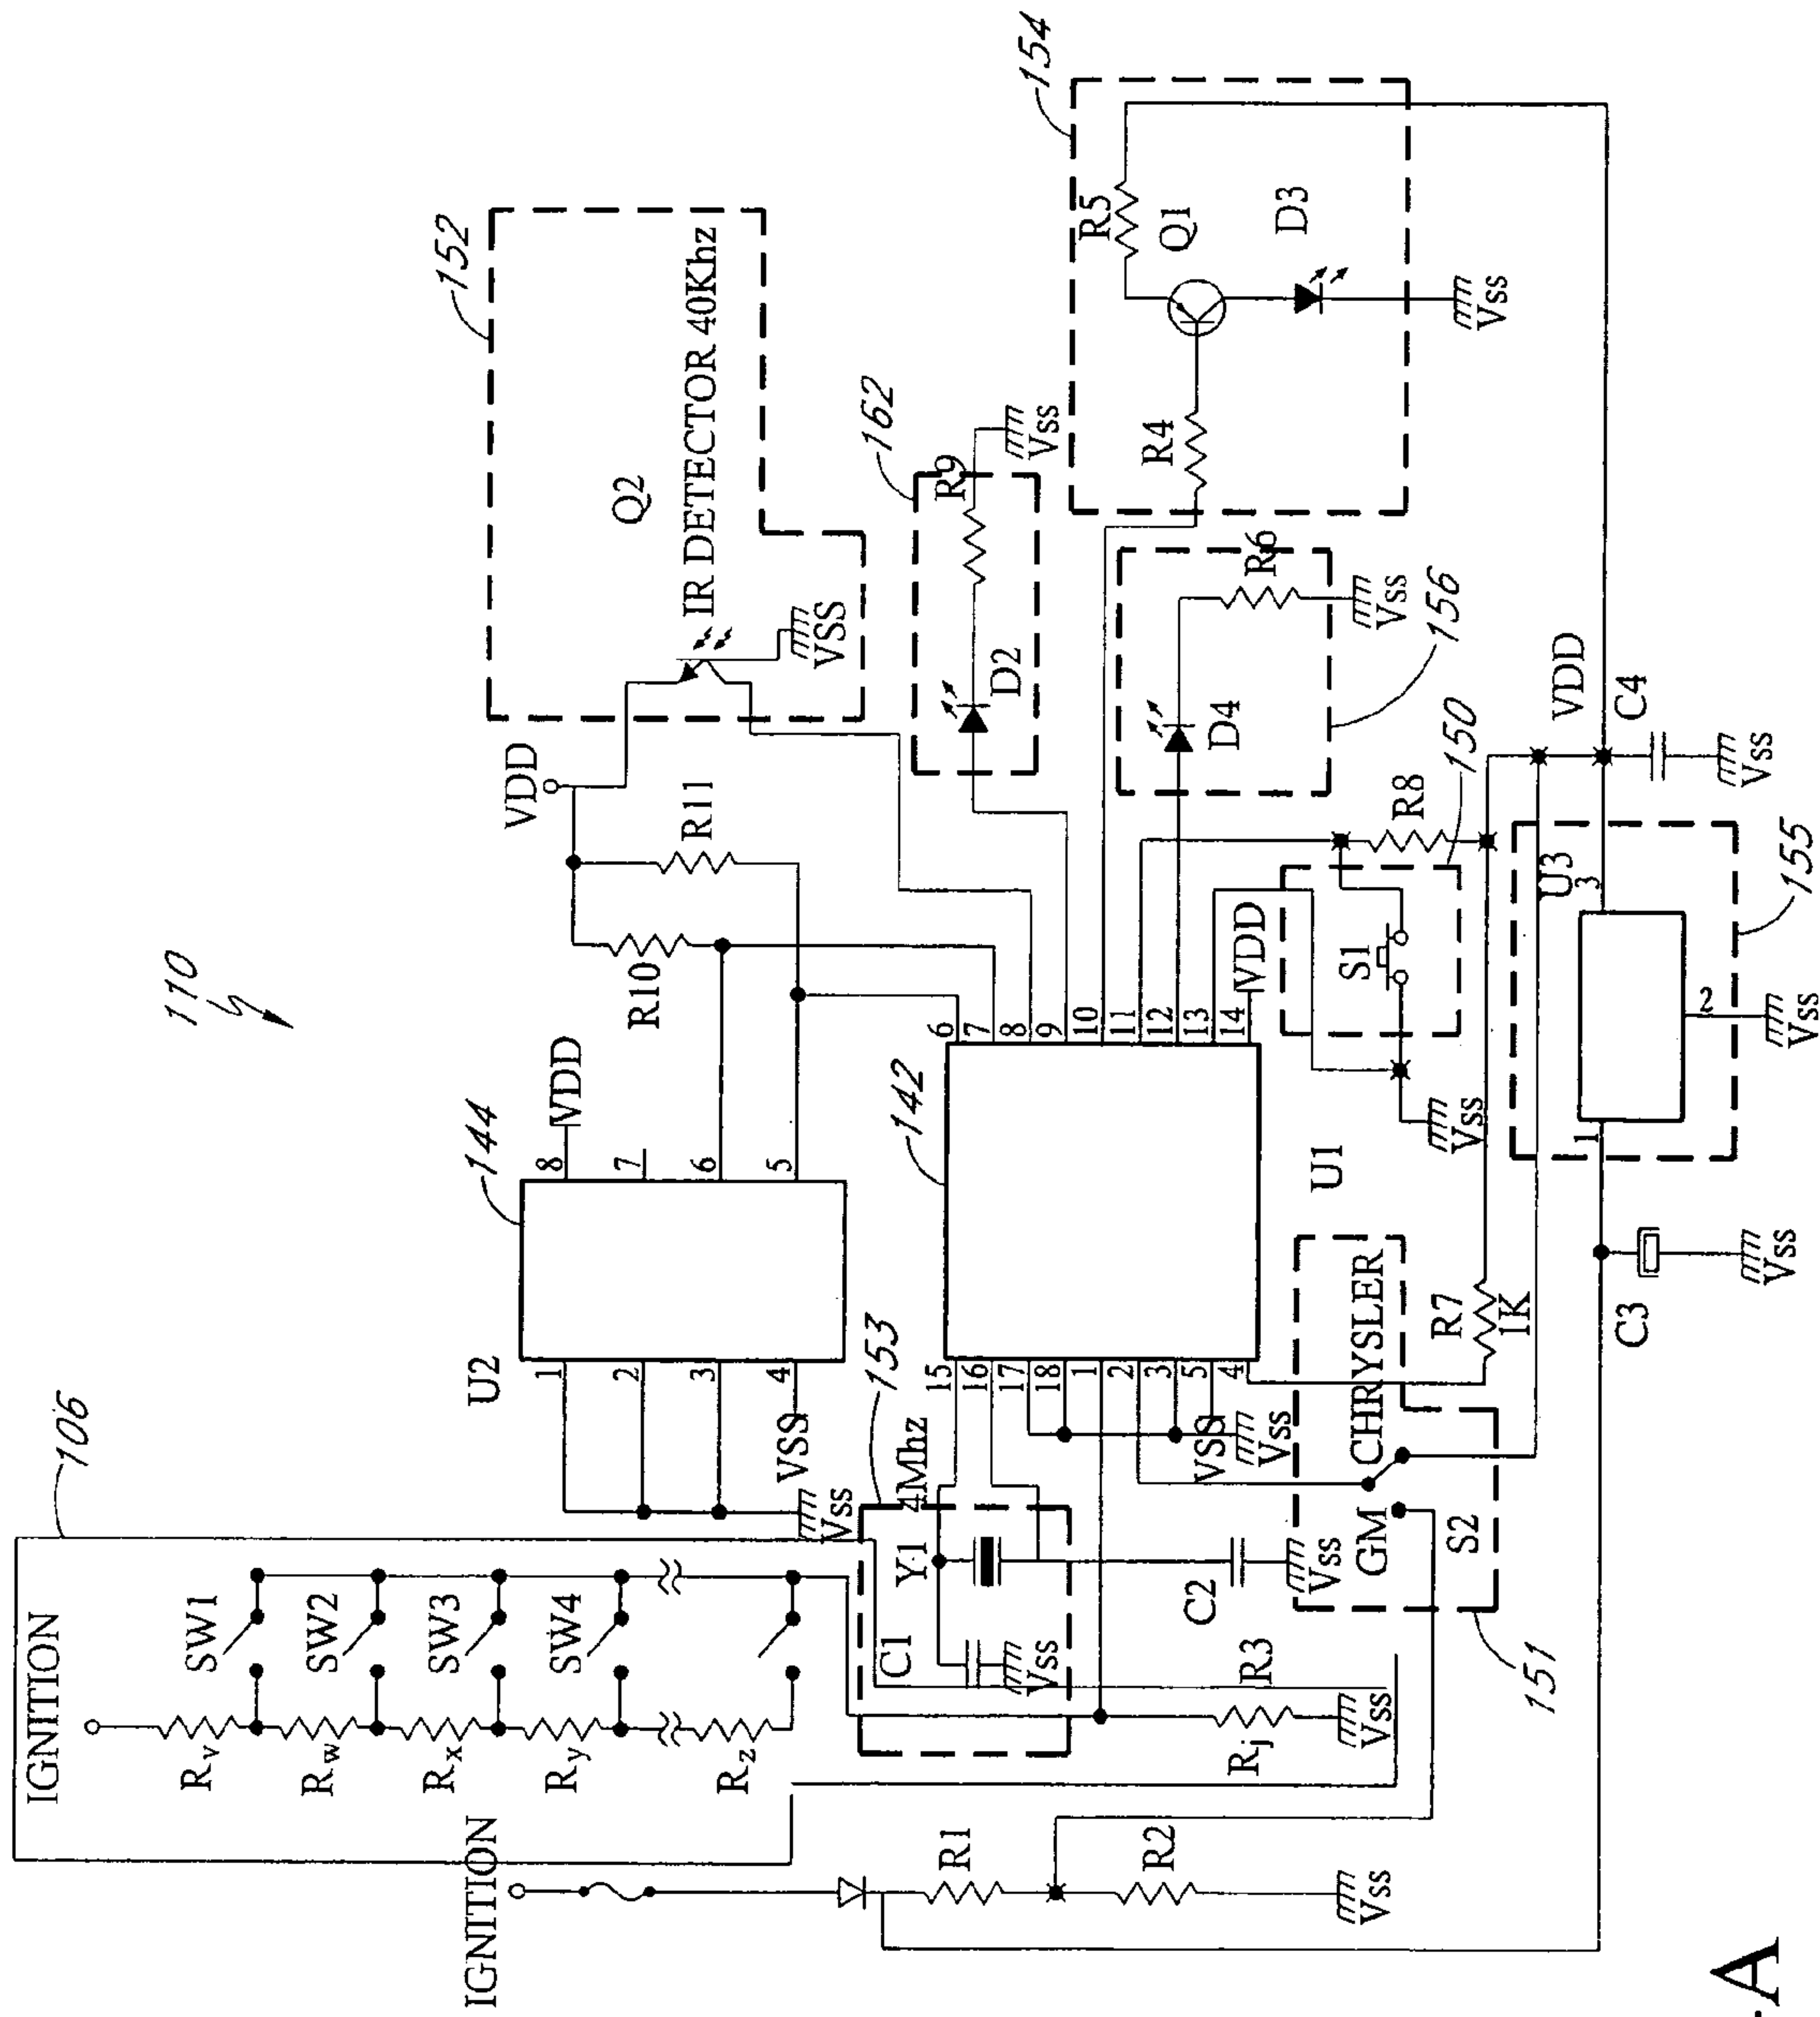 110
106
IGNITION
SW1
SW2
SW3
SW4
Rv
Rw
Rx
Ry
Rz
IGNITION
U2
144
1
2
3
4
VSS
Vss
8
7
6
5
VDD
VDD
R10
R11
152
Q2
IR DETECTOR 40Khz
VSS
153
4Mhz
Y1
C1
Vss
C2
Vss
142
15
16
17
18
1
2
3
5
4
VSS
Vss
6
7
8
9
10
11
12
13
14
VDD
U1
162
R9
D2
Vss
154
R5
Q1
D3
R4
Vss
156
D4
R6
Vss
150
S1
R8
Vss
151
CHRYSLER
GM
S2
R7
1K
Rj
R3
Vss
R1
R2
Vss
155
U3
1
2
3
Vss
C3
Vss
VDD
C4
Vss
A